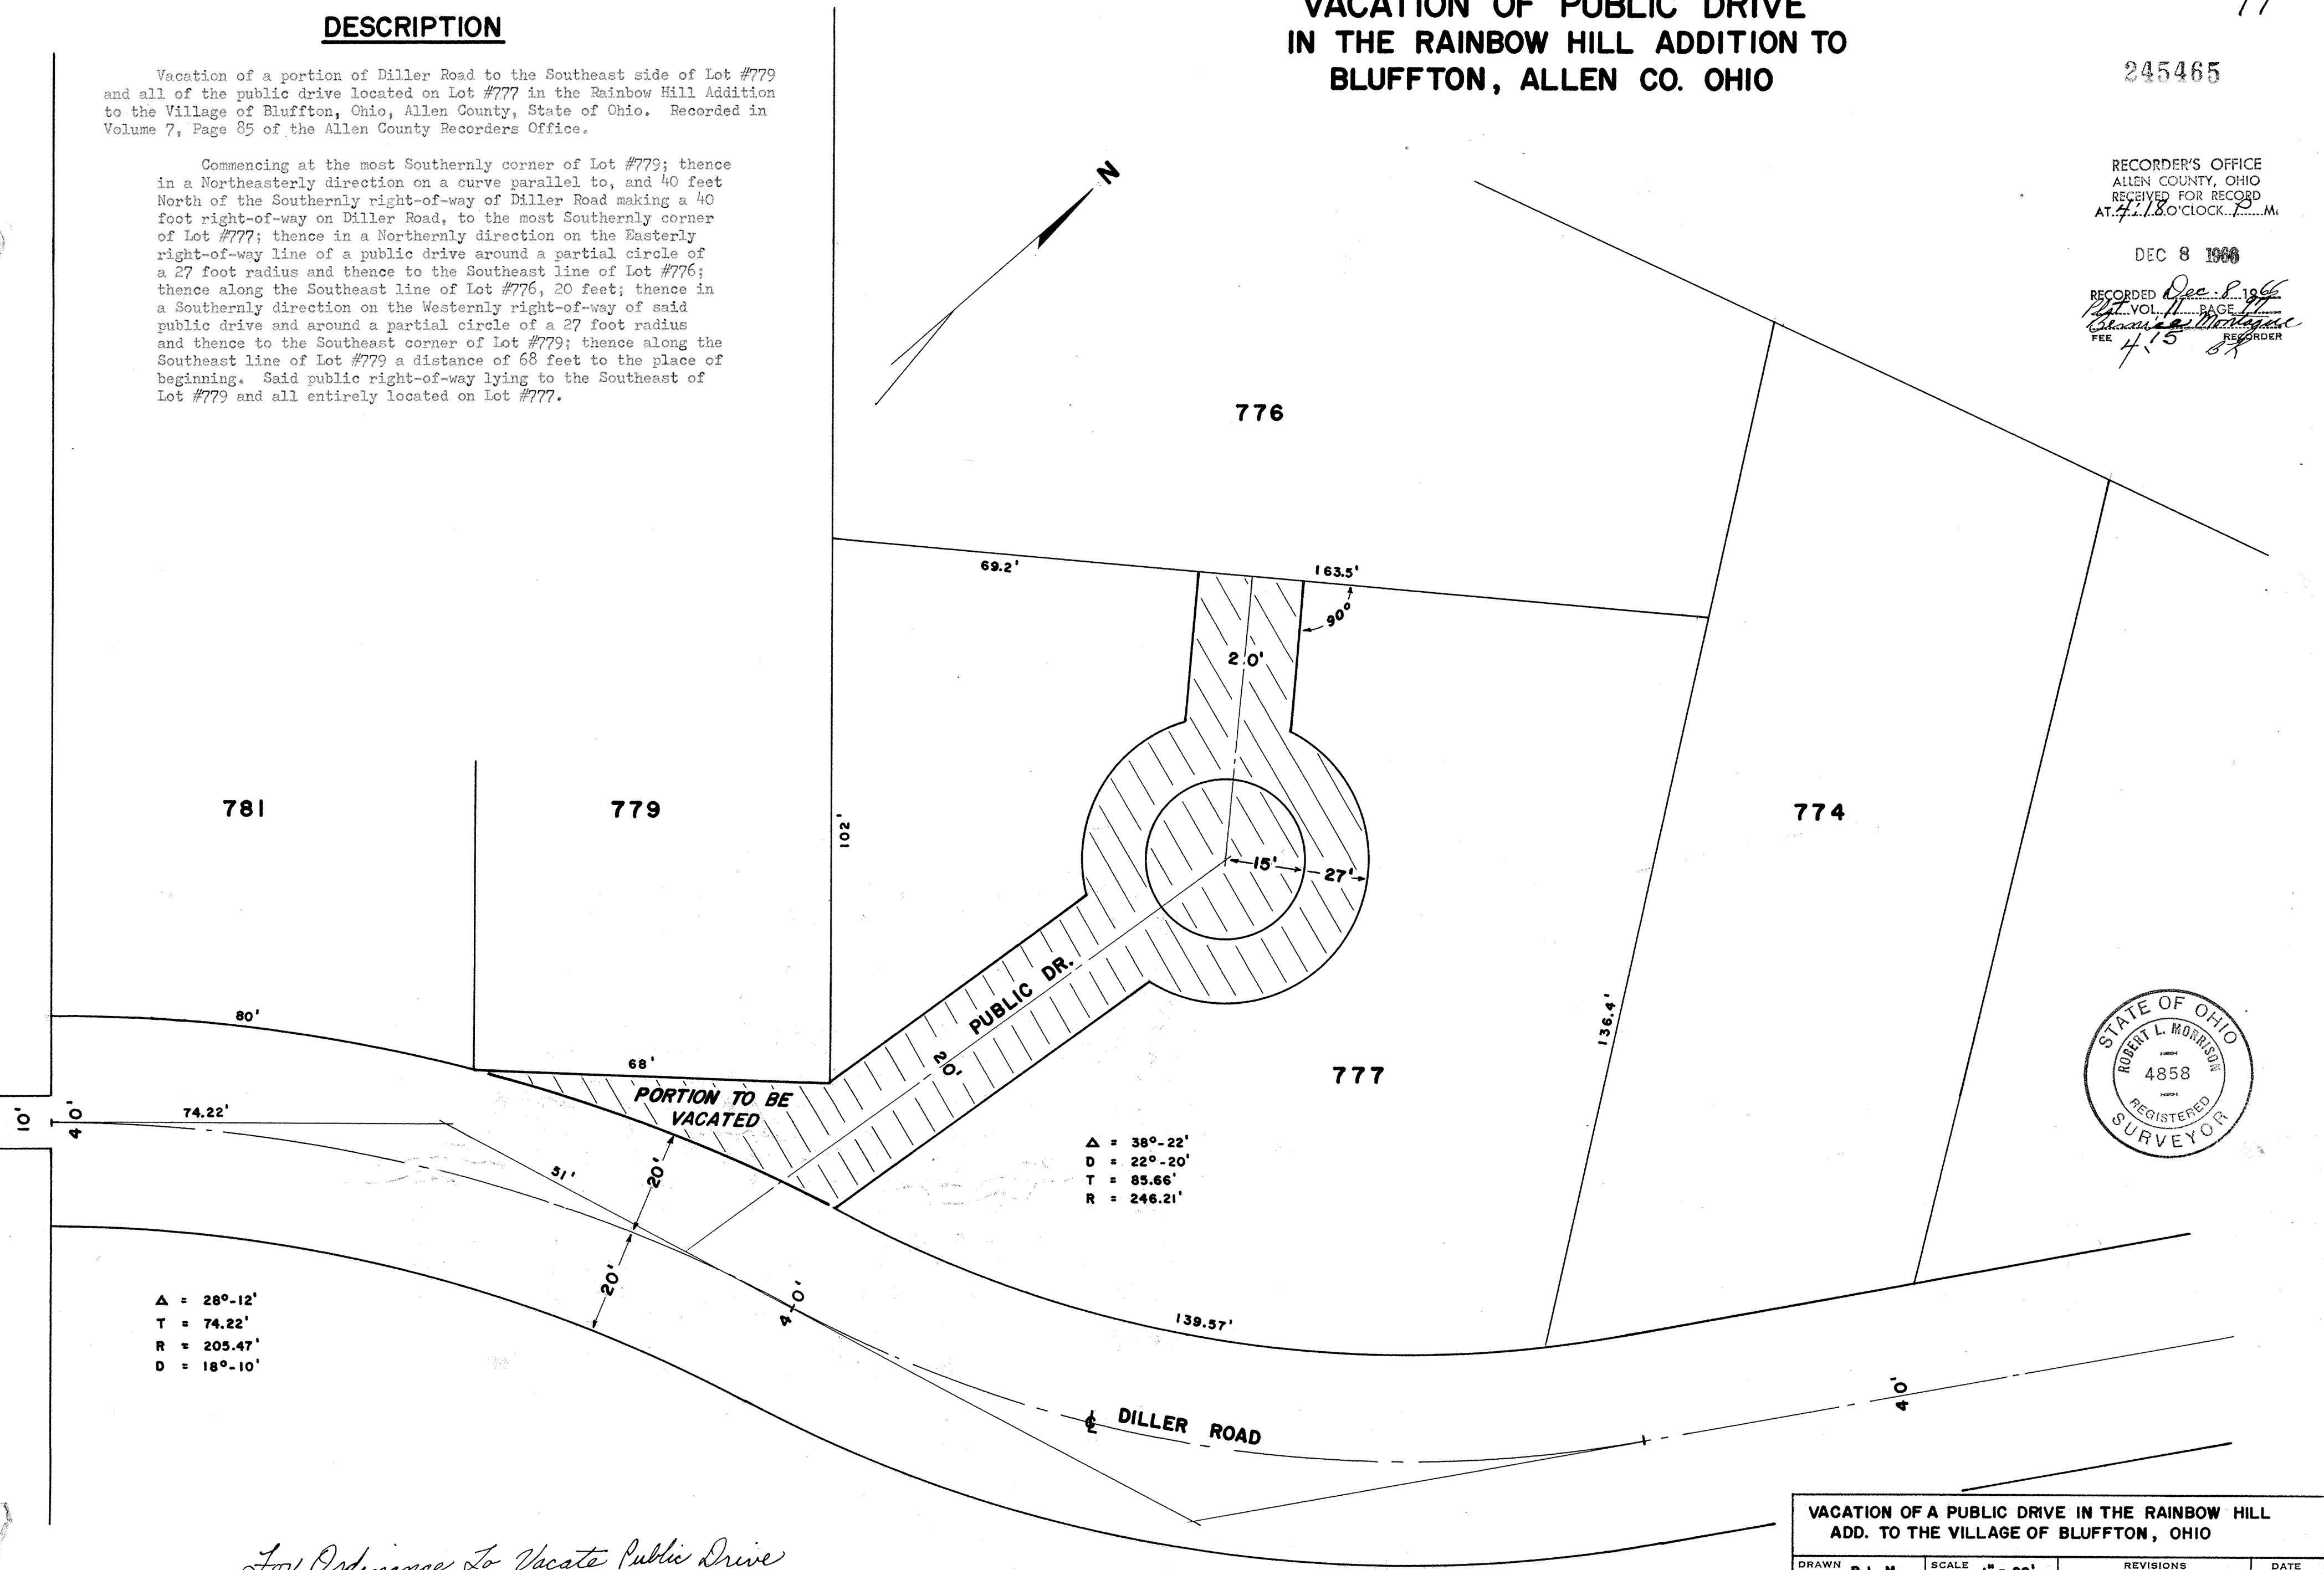 DESCRIPTION
Vacation of a portion of Diller Road to the Southeast side of Lot #779
and all of the public drive located on Lot #777 in the Rainbow Hill Addition
to the Village of Bluffton, Ohio, Allen County, State of Ohio. Recorded in
Volume 7, Page 85 of the Allen County Recorders Office.
Commencing at the most Southernly corner of Lot #779; thence
in a Northeasterly direction on a curve parallel to, and 40 feet
North of the Southernly right-of-way of Diller Road making a 40
foot right-of-way on Diller Road, to the most Southernly corner
of Lot #777; thence in a Northernly direction on the Easterly
right-of-way line of a public drive around a partial circle of
a 27 foot radius and thence to the Southeast line of Lot #776;
thence along the Southeast line of Lot #776, 20 feet; thence in
a Southernly direction on the Westernly right-of-way of said
public drive and around a partial circle of a 27 foot radius
and thence to the Southeast corner of Lot #779; thence along the
Southeast line of Lot #779 a distance of 68 feet to the place of
beginning. Said public right-of-way lying to the Southeast of
Lot #779 and all entirely located on Lot #777.
VACATION OF PUBLIC DRIVE
IN THE RAINBOW HILL ADDITION TO
BLUFFTON, ALLEN CO. OHIO
245465
RECORDER'S OFFICE
ALLEN COUNTY, OHIO
RECEIVED FOR RECORD
AT 4:18 O'CLOCK P M.
DEC 8 1966
RECORDED Dec. 8 1966
Plat VOL. 11 PAGE 97
Bernice Montague
FEE 4.15 RECORDER
N
776
69.2'
163.5'
90°
20'
781
779
102'
774
15'
27'
PUBLIC DR.
20'
136.4'
80'
68'
PORTION TO BE
VACATED
777
10'
40'
74.22'
51'
20'
20'
40'
Δ = 38°-22'
D = 22°-20'
T = 85.66'
R = 246.21'
STATE OF OHIO
ROBERT L. MORRISON
4858
REGISTERED
SURVEYOR
Δ = 28°-12'
T = 74.22'
R = 205.47'
D = 18°-10'
139.57'
℄ DILLER ROAD
40'
VACATION OF A PUBLIC DRIVE IN THE RAINBOW HILL
ADD. TO THE VILLAGE OF BLUFFTON, OHIO
DRAWN
SCALE
REVISIONS
DATE
For Ordinance To Vacate Public Drive